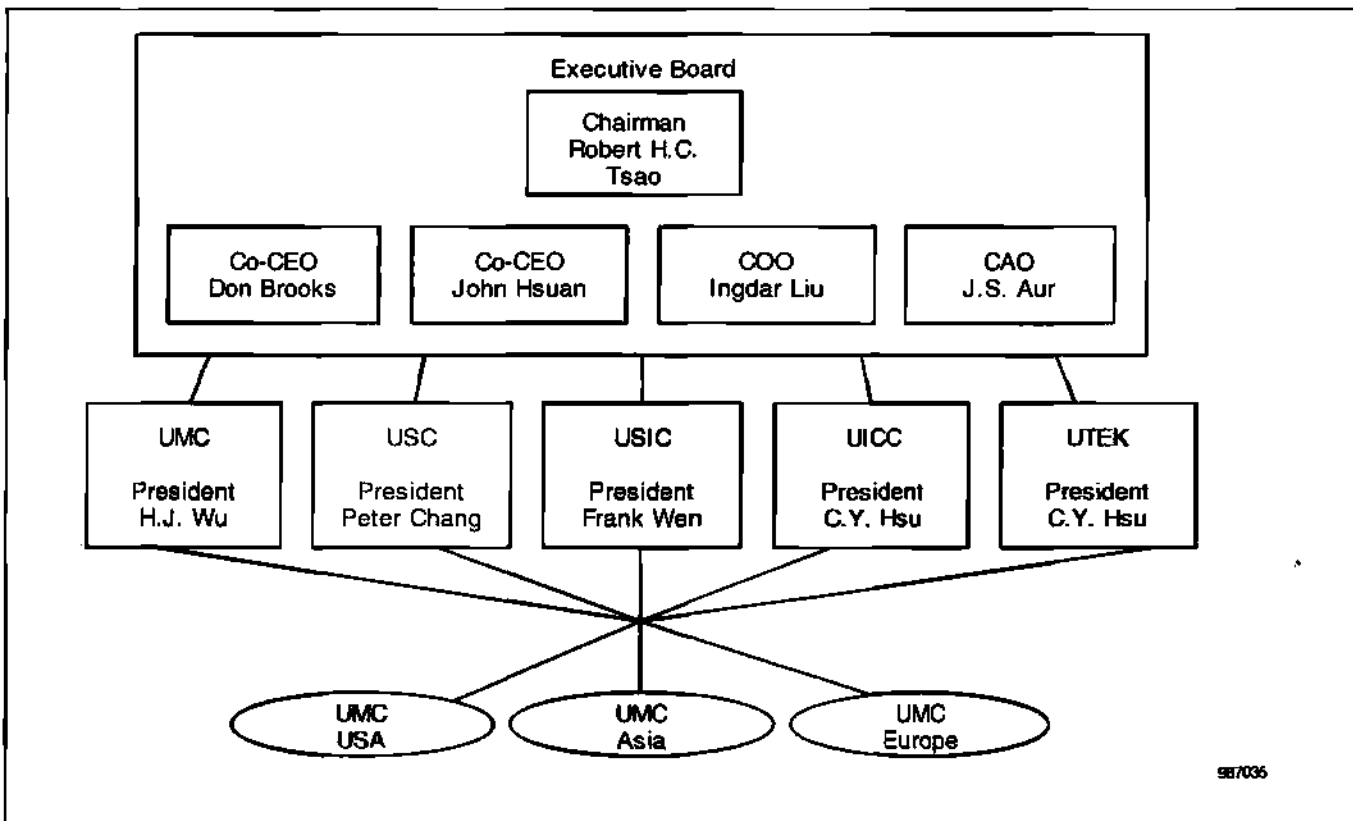 Executive Board
Chairman
Robert H.C.
Tsao
Co-CEO
Don Brooks
Co-CEO
John Hsuan
COO
Ingdar Liu
CAO
J.S. Aur
UMC
President
H.J. Wu
USC
President
Peter Chang
USIC
President
Frank Wen
UICC
President
C.Y. Hsu
UTEK
President
C.Y. Hsu
UMC
USA
UMC
Asia
UMC
Europe
987036